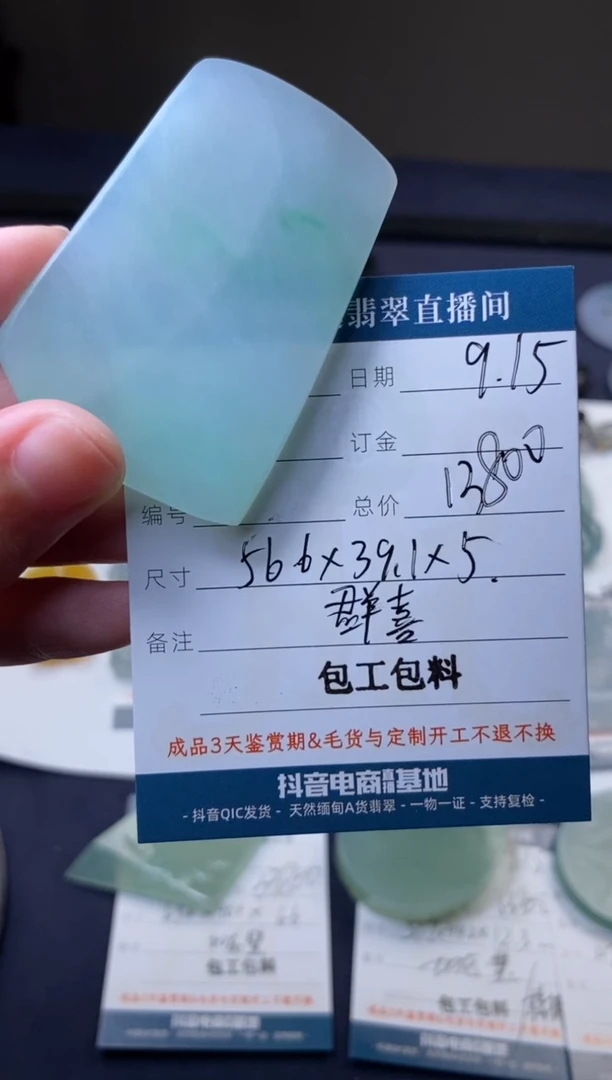 翡翠直播间
日期 9.15
订金
编号 总价 13800
尺寸 56.6×39.1×5.
备注 群喜
包工包料
成品3天鉴赏期&毛货与定制开工不退不换
抖音电商直播基地
- 抖音QIC发货 - 天然缅甸A货翡翠 - 一物一证 - 支持复检 -
包工包料
包工包料